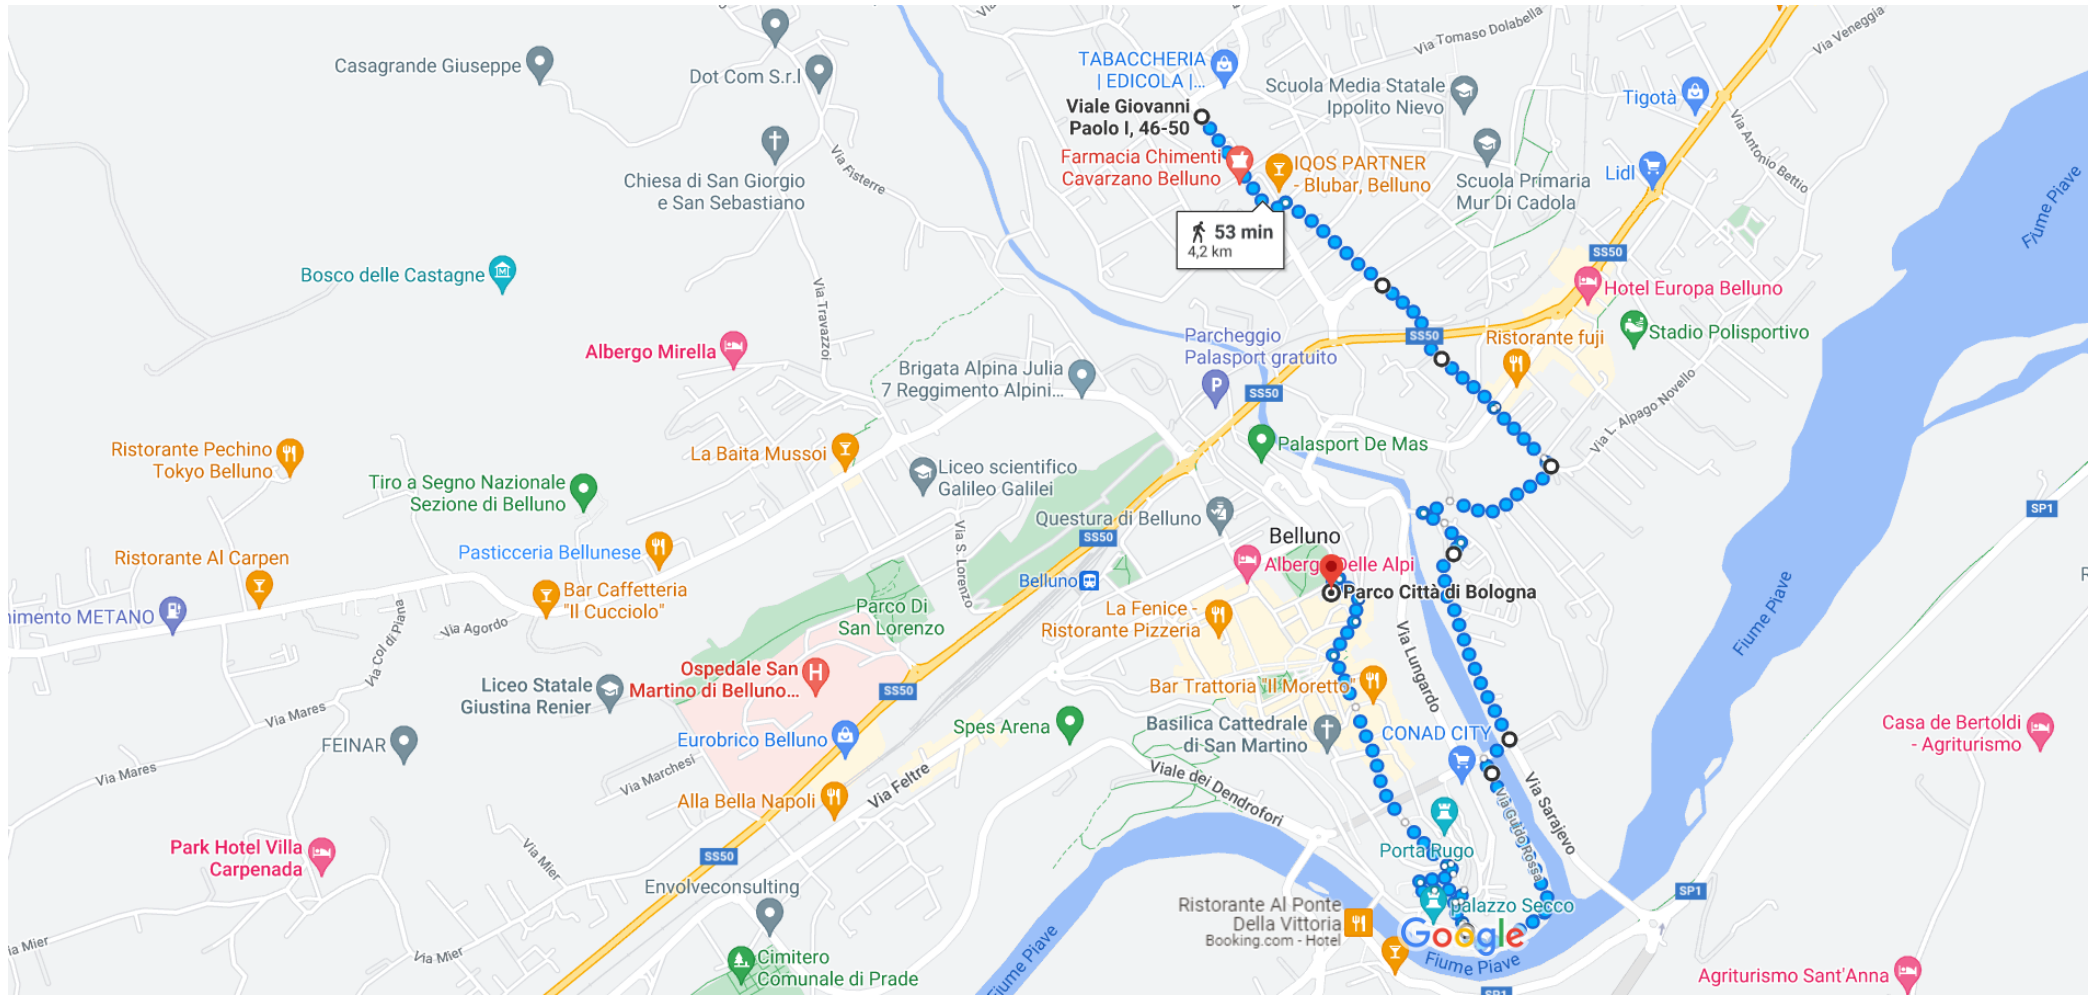 Via Tomaso Dolabella
Via Veneggia
Casagrande Giuseppe
Dot Com S.r.l
TABACCHERIA
| EDICOLA |...
Viale Giovanni
Paolo I, 46-50
Scuola Media Statale
Ippolito Nievo
Tigotà
Via Antonio Bettio
Farmacia Chimenti
Cavarzano Belluno
IQOS PARTNER
- Blubar, Belluno
Scuola Primaria
Mur Di Cadola
Lidl
Via Fisterre
Chiesa di San Giorgio
e San Sebastiano
Fiume Piave
53 min
4,2 km
SS50
Bosco delle Castagne
Via Travazzoi
Hotel Europa Belluno
Stadio Polisportivo
Parcheggio
Palasport gratuito
P
SS50
Ristorante fuji
Albergo Mirella
Brigata Alpina Julia
7 Reggimento Alpini...
SS50
Via L. Alpago Novello
Ristorante Pechino
Tokyo Belluno
La Baita Mussoi
Palasport De Mas
Liceo scientifico
Galileo Galilei
Tiro a Segno Nazionale
Sezione di Belluno
Questura di Belluno
SP1
Via S. Lorenzo
SS50
Belluno
Pasticceria Bellunese
Ristorante Al Carpen
Albergo Delle Alpi
Belluno
Parco Città di Bologna
Bar Caffetteria
"Il Cucciolo"
Parco Di
San Lorenzo
La Fenice -
Ristorante Pizzeria
nimento METANO
Via Agordo
Via Col di Piana
Via Lungardo
Fiume Piave
R
Ospedale San
Martino di Belluno...
H
SS50
Liceo Statale
Giustina Renier
Bar Trattoria "Il Moretto"
Via Mares
Spes Arena
Basilica Cattedrale
di San Martino
CONAD CITY
Casa de Bertoldi
- Agriturismo
FEINAR
Eurobrico Belluno
Via Mares
Via Marchesi
Via Feltre
Viale dei Dendrofori
Alla Bella Napoli
Via Guido Rossa
Via Sarajevo
Park Hotel Villa
Carpenada
Via Mier
SS50
Porta Rugo
Envolveconsulting
SP1
Ristorante Al Ponte
Della Vittoria
Booking.com - Hotel
palazzo Secco
Google
ia Mier
Via Mier
Cimitero
Comunale di Prade
Fiume Piave
Fiume Piave
SP1
Agriturismo Sant'Anna